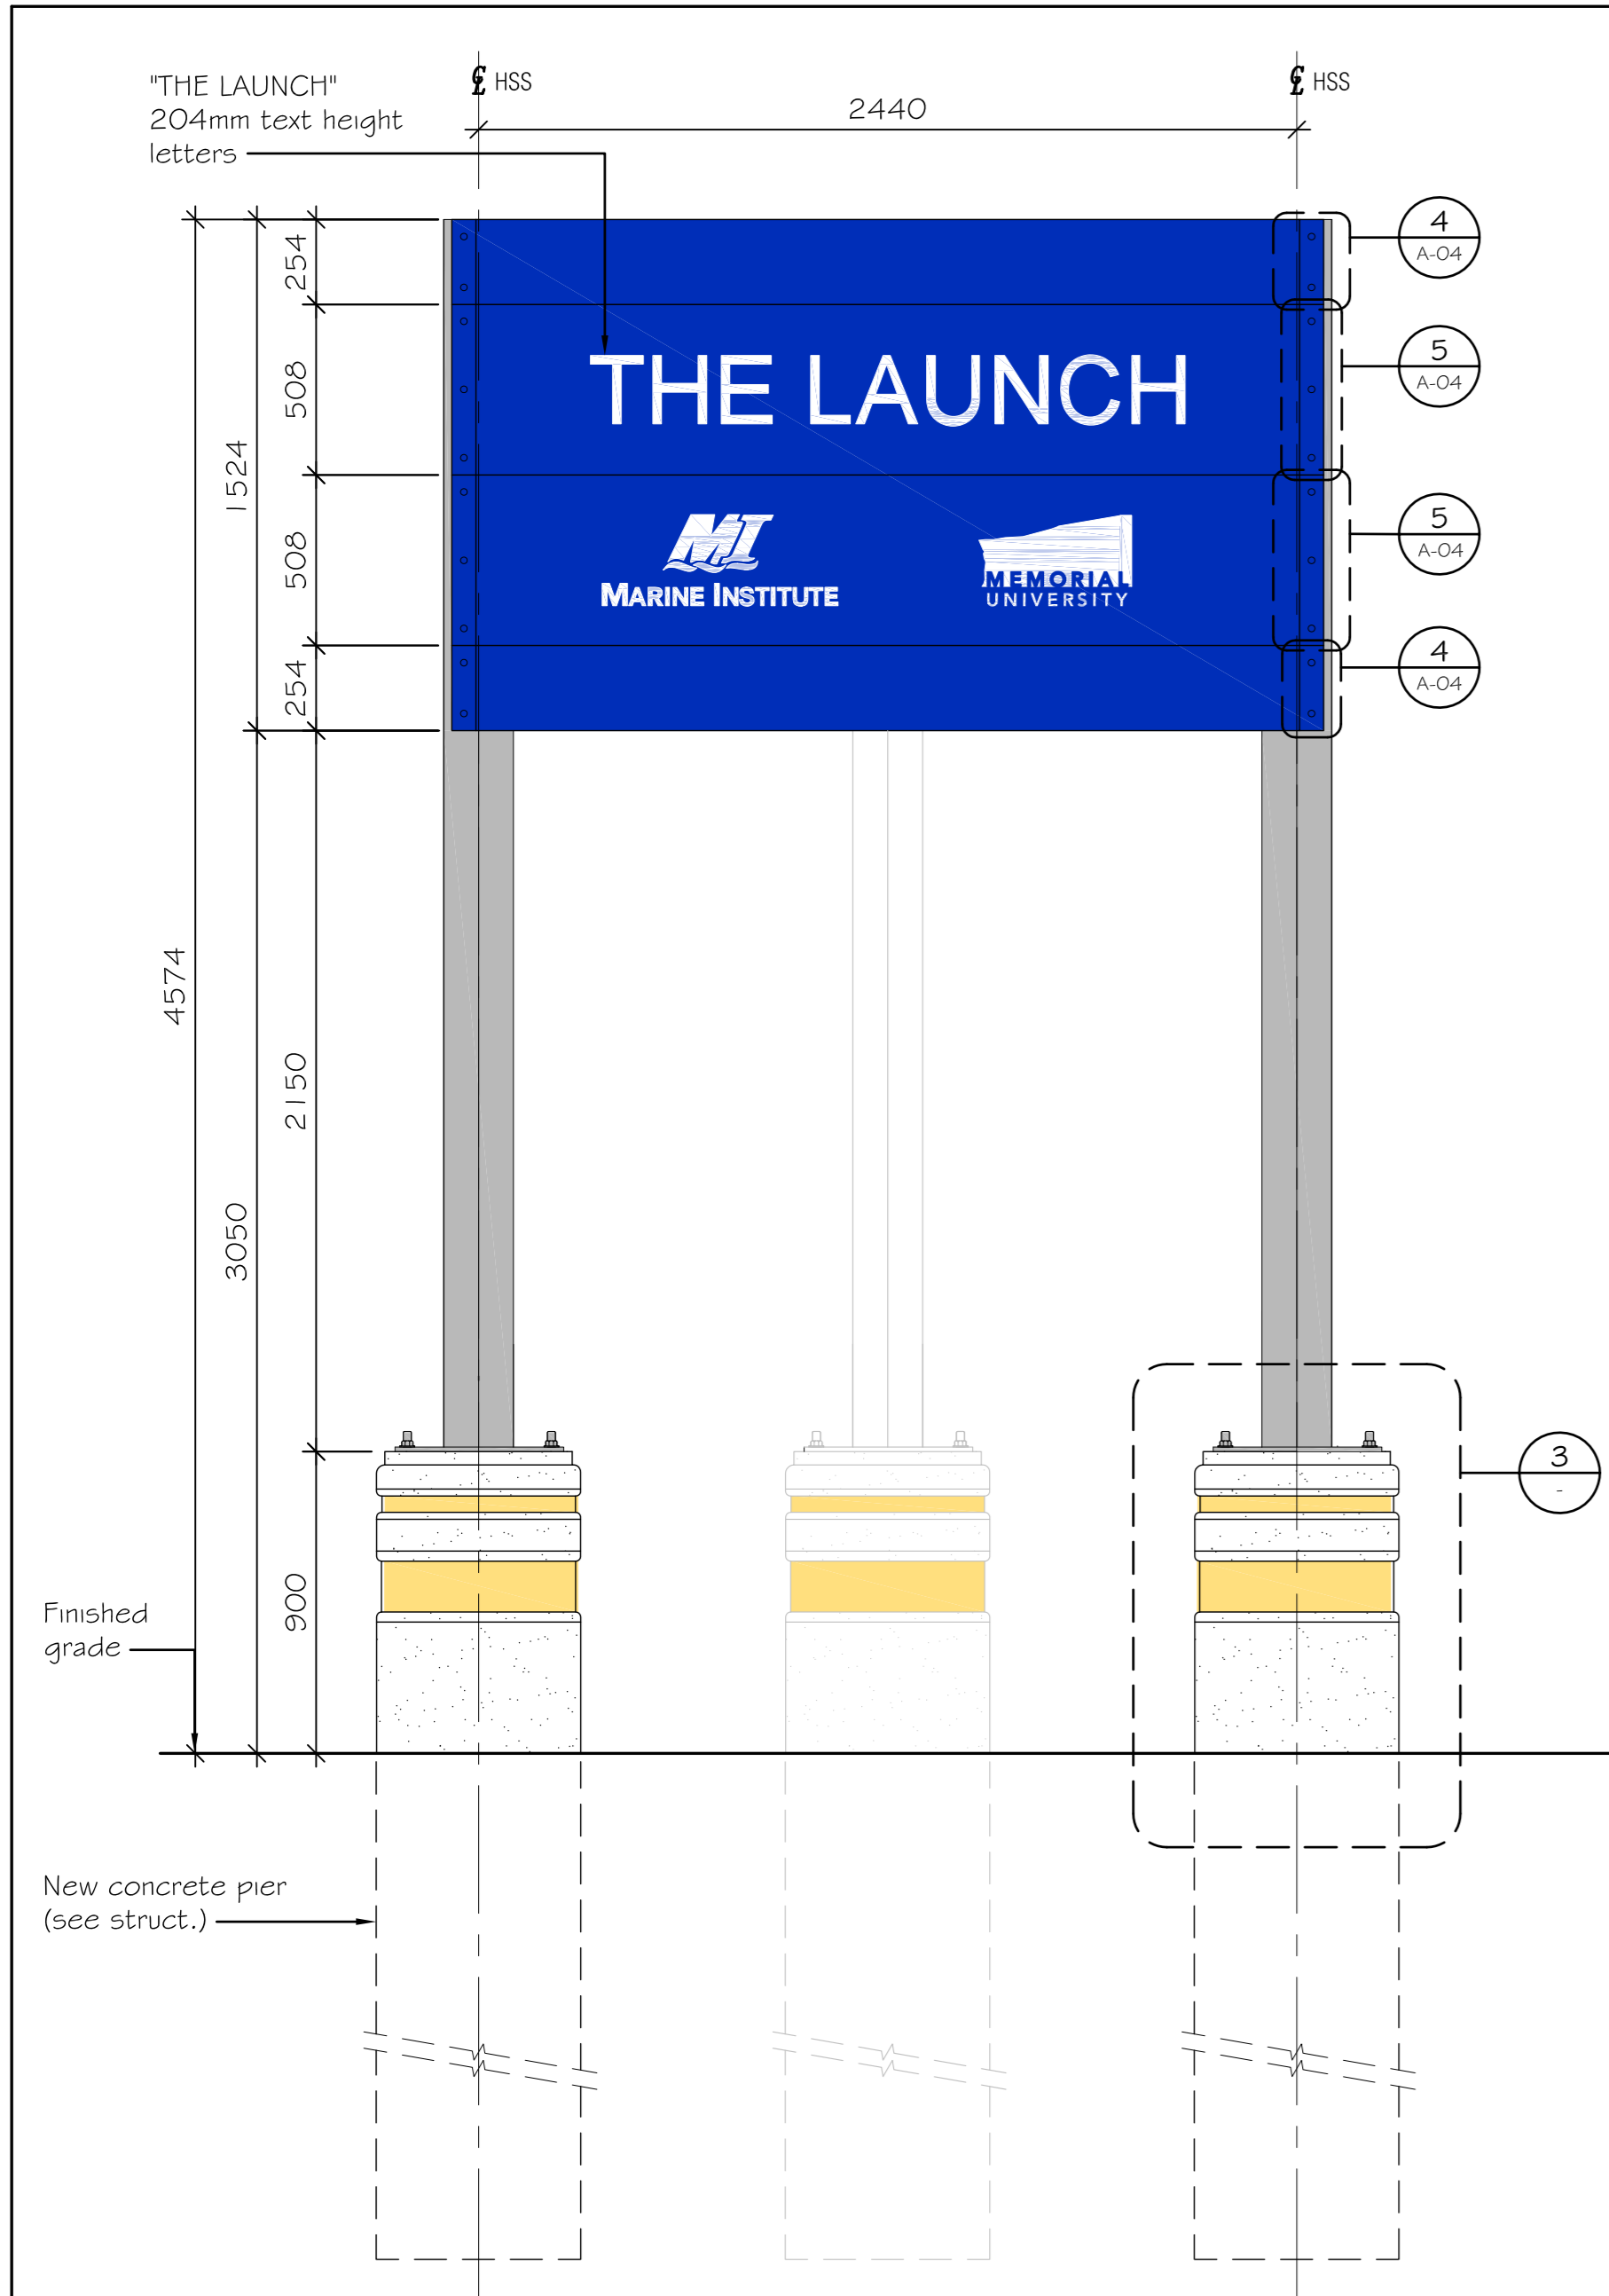 "THE LAUNCH"
204mm text height
letters
℄ HSS
℄ HSS
2440
254
508
508
254
1524
4574
2150
3050
900
THE LAUNCH
MI
MARINE INSTITUTE
MEMORIAL
UNIVERSITY
4
A-04
5
A-04
5
A-04
4
A-04
3
-
Finished
grade
New concrete pier
(see struct.)